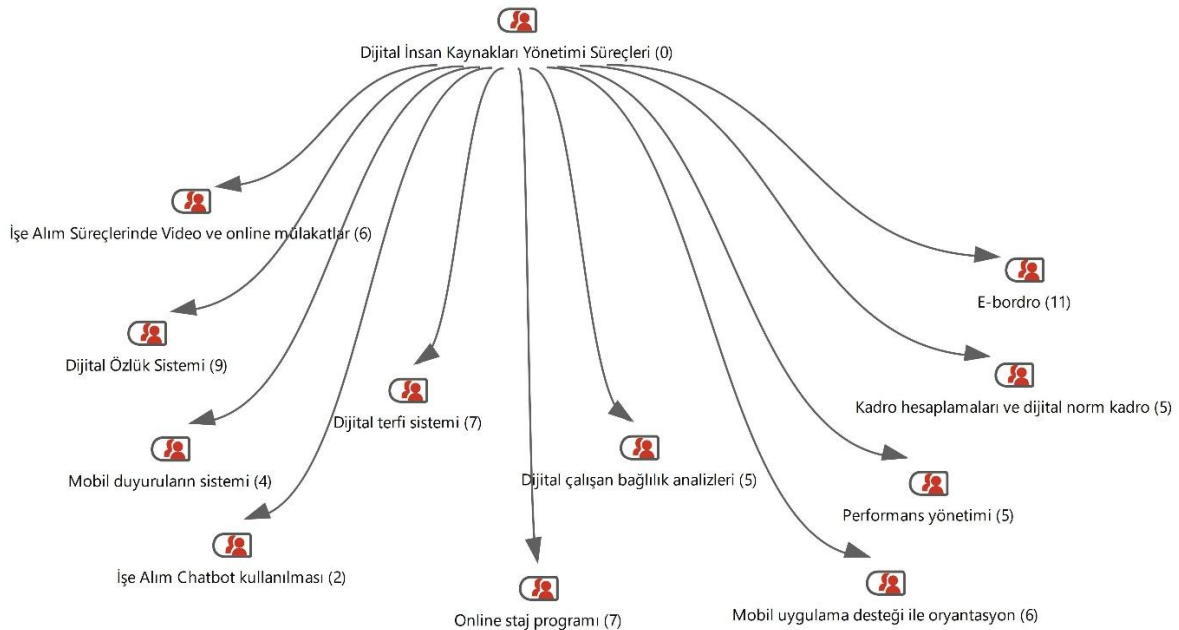 Dijital İnsan Kaynakları Yönetimi Süreçleri (0)
İşe Alım Süreçlerinde Video ve online mülakatlar (6)
E-bordro (11)
Dijital Özlük Sistemi (9)
Kadro hesaplamaları ve dijital norm kadro (5)
Dijital terfi sistemi (7)
Mobil duyuruların sistemi (4)
Dijital çalışan bağlılık analizleri (5)
Performans yönetimi (5)
İşe Alım Chatbot kullanılması (2)
Online staj programı (7)
Mobil uygulama desteği ile oryantasyon (6)